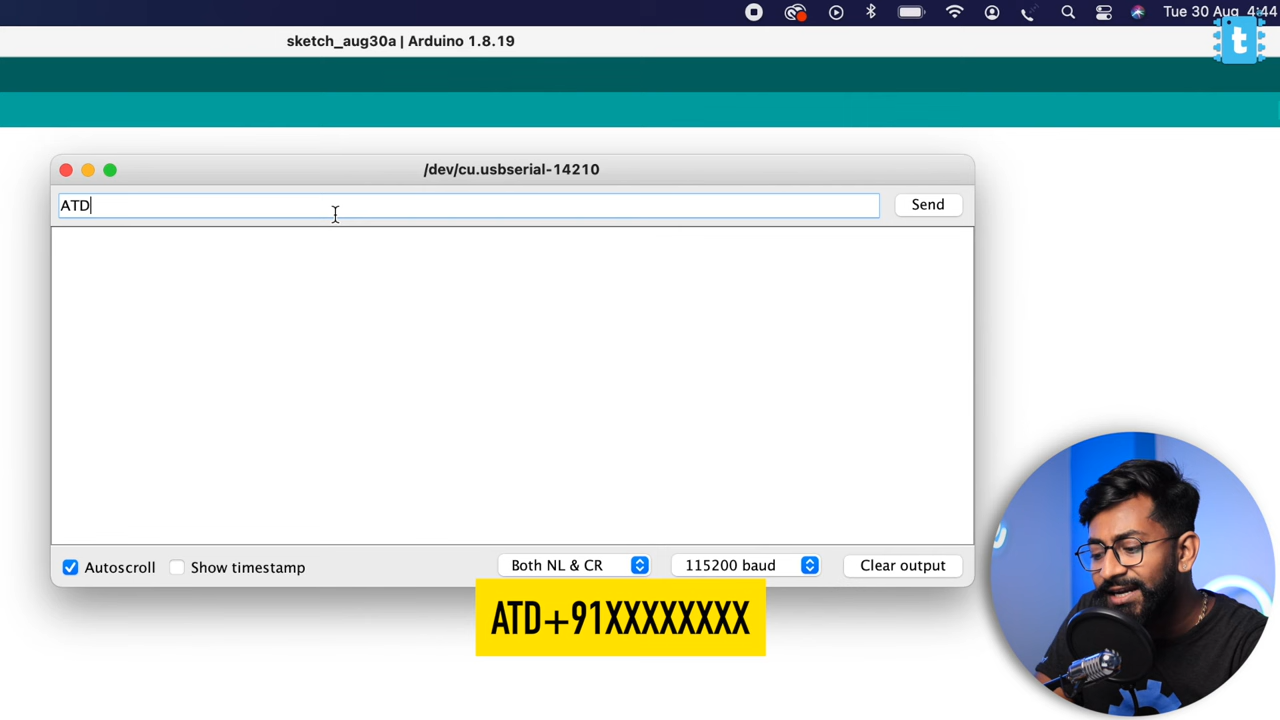 Tue 30 Aug 4:44
sketch_aug30a | Arduino 1.8.19
t
/dev/cu.usbserial-14210
ATD
Send
Autoscroll
Show timestamp
Both NL & CR
115200 baud
Clear output
ATD+91XXXXXXXX